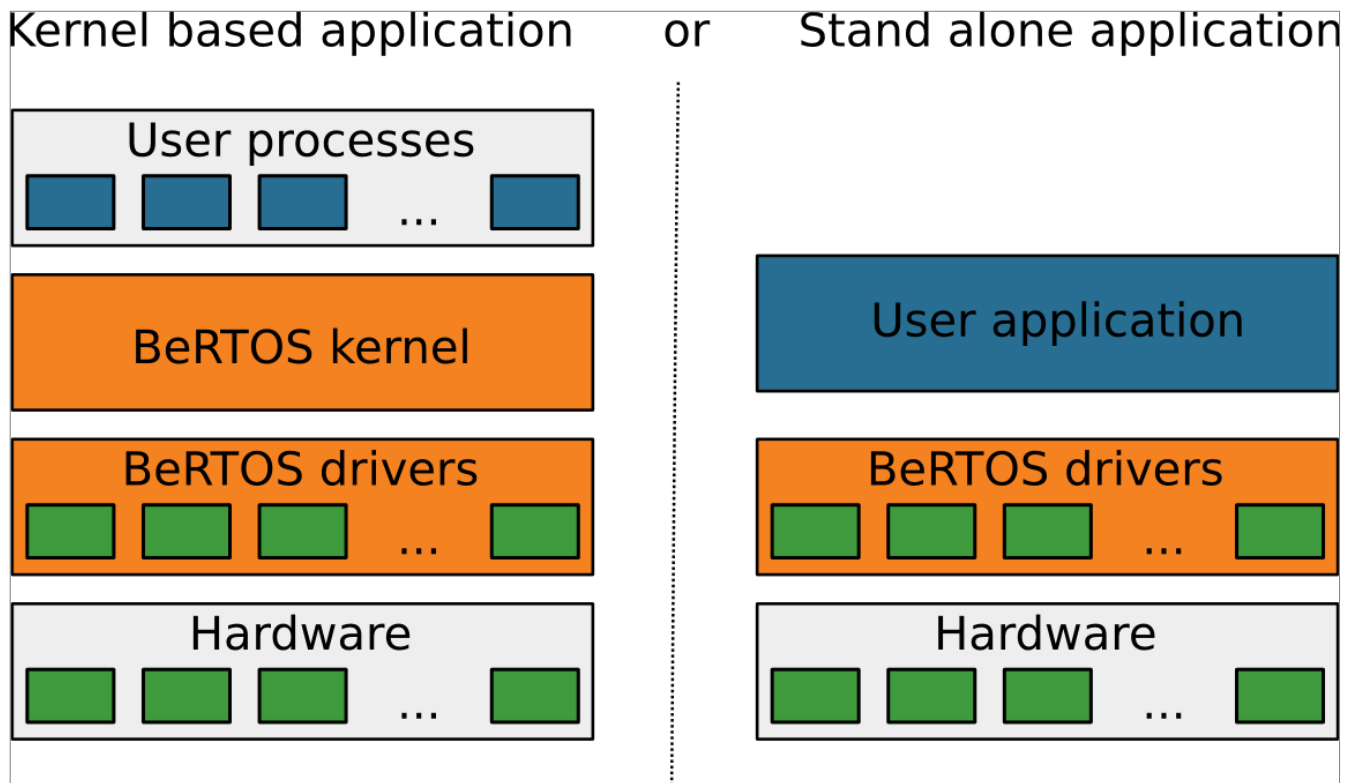 Kernel based application or Stand alone application
User processes
...
BeRTOS kernel
BeRTOS drivers
...
Hardware
...
User application
BeRTOS drivers
...
Hardware
...